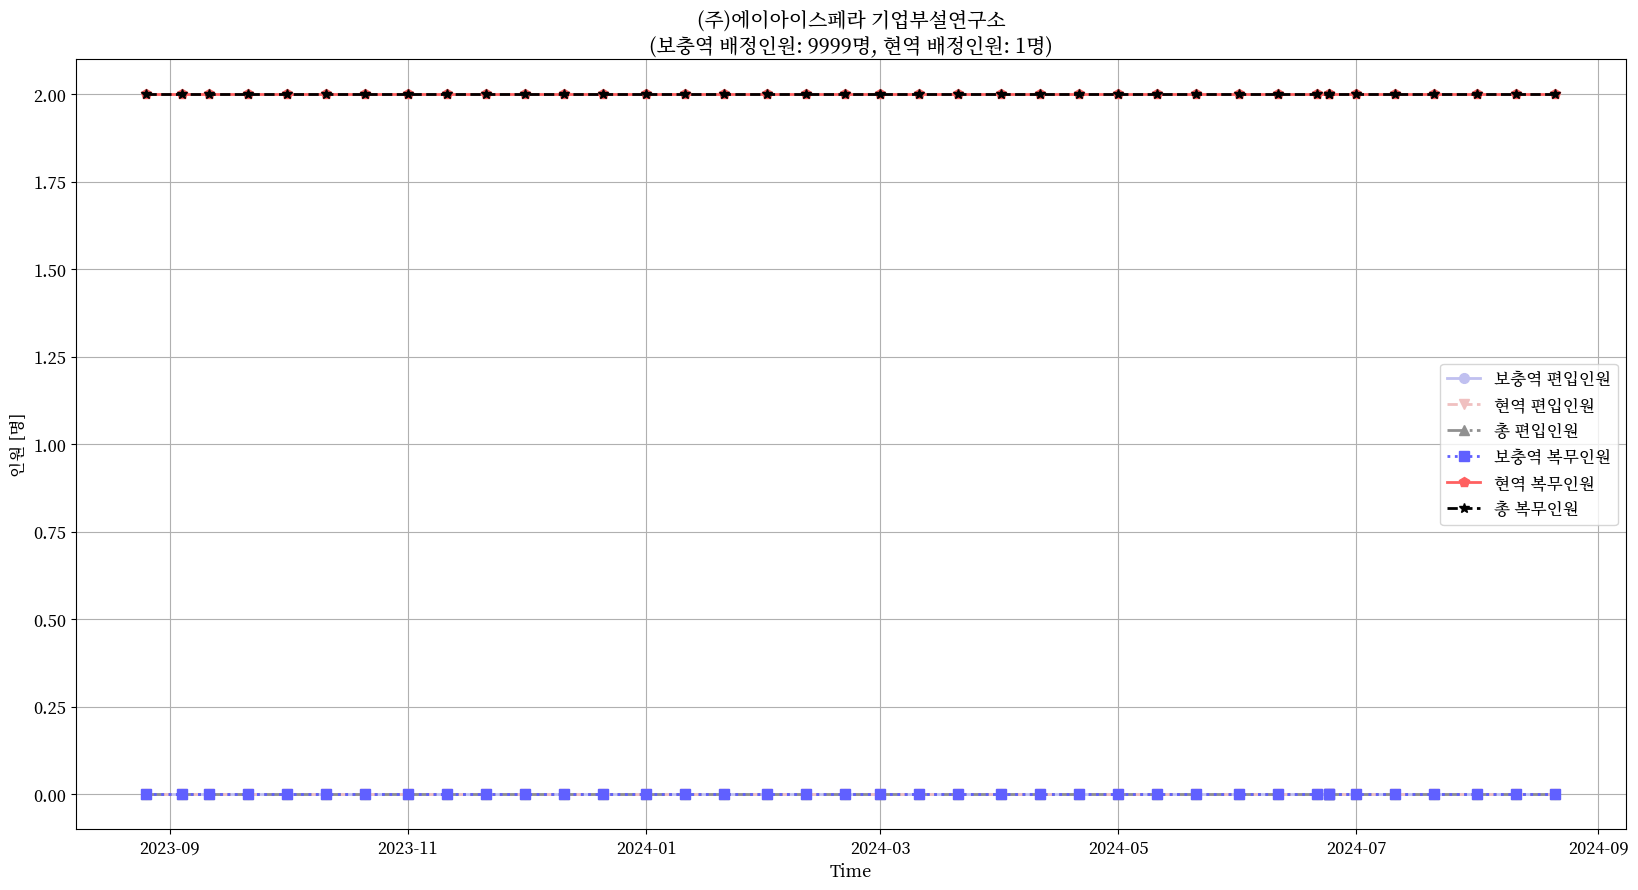 (주)에이아이스페라 기업부설연구소
(보충역 배정인원: 9999명, 현역 배정인원: 1명)
2.00
1.75
1.50
1.25
1.00
0.75
0.50
0.25
0.00
인원 [명]
보충역 편입인원
현역 편입인원
총 편입인원
보충역 복무인원
현역 복무인원
총 복무인원
2023-09
2023-11
2024-01
2024-03
2024-05
2024-07
2024-09
Time